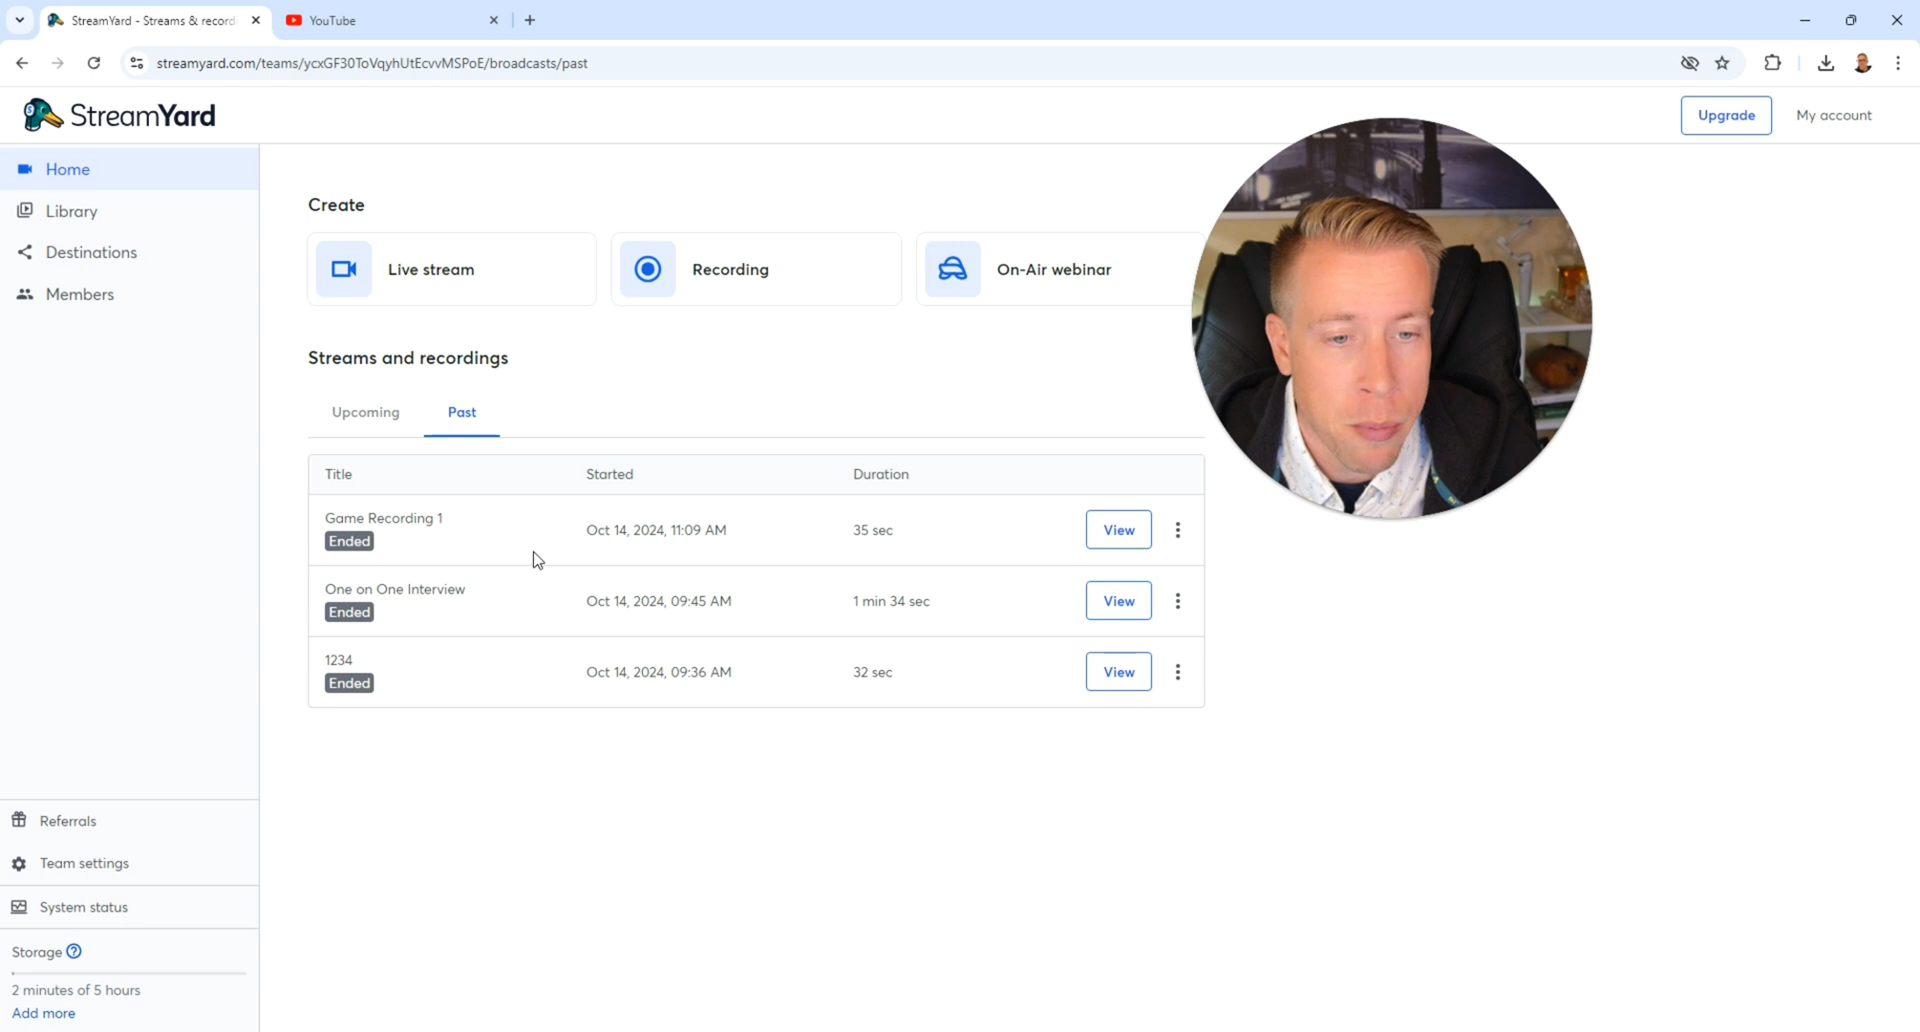 StreamYard - Streams & record
YouTube
streamyard.com/teams/ycxGF30ToVqyhUtEcvvMSPoE/broadcasts/past
StreamYard
Upgrade
My account
Home
Library
Destinations
Members
Create
Live stream
Recording
On-Air webinar
Streams and recordings
Upcoming
Past
Title Started Duration
Game Recording 1
Ended
Oct 14, 2024, 11:09 AM
35 sec
View
One on One Interview
Ended
Oct 14, 2024, 09:45 AM
1 min 34 sec
View
1234
Ended
Oct 14, 2024, 09:36 AM
32 sec
View
Referrals
Team settings
System status
Storage
2 minutes of 5 hours
Add more